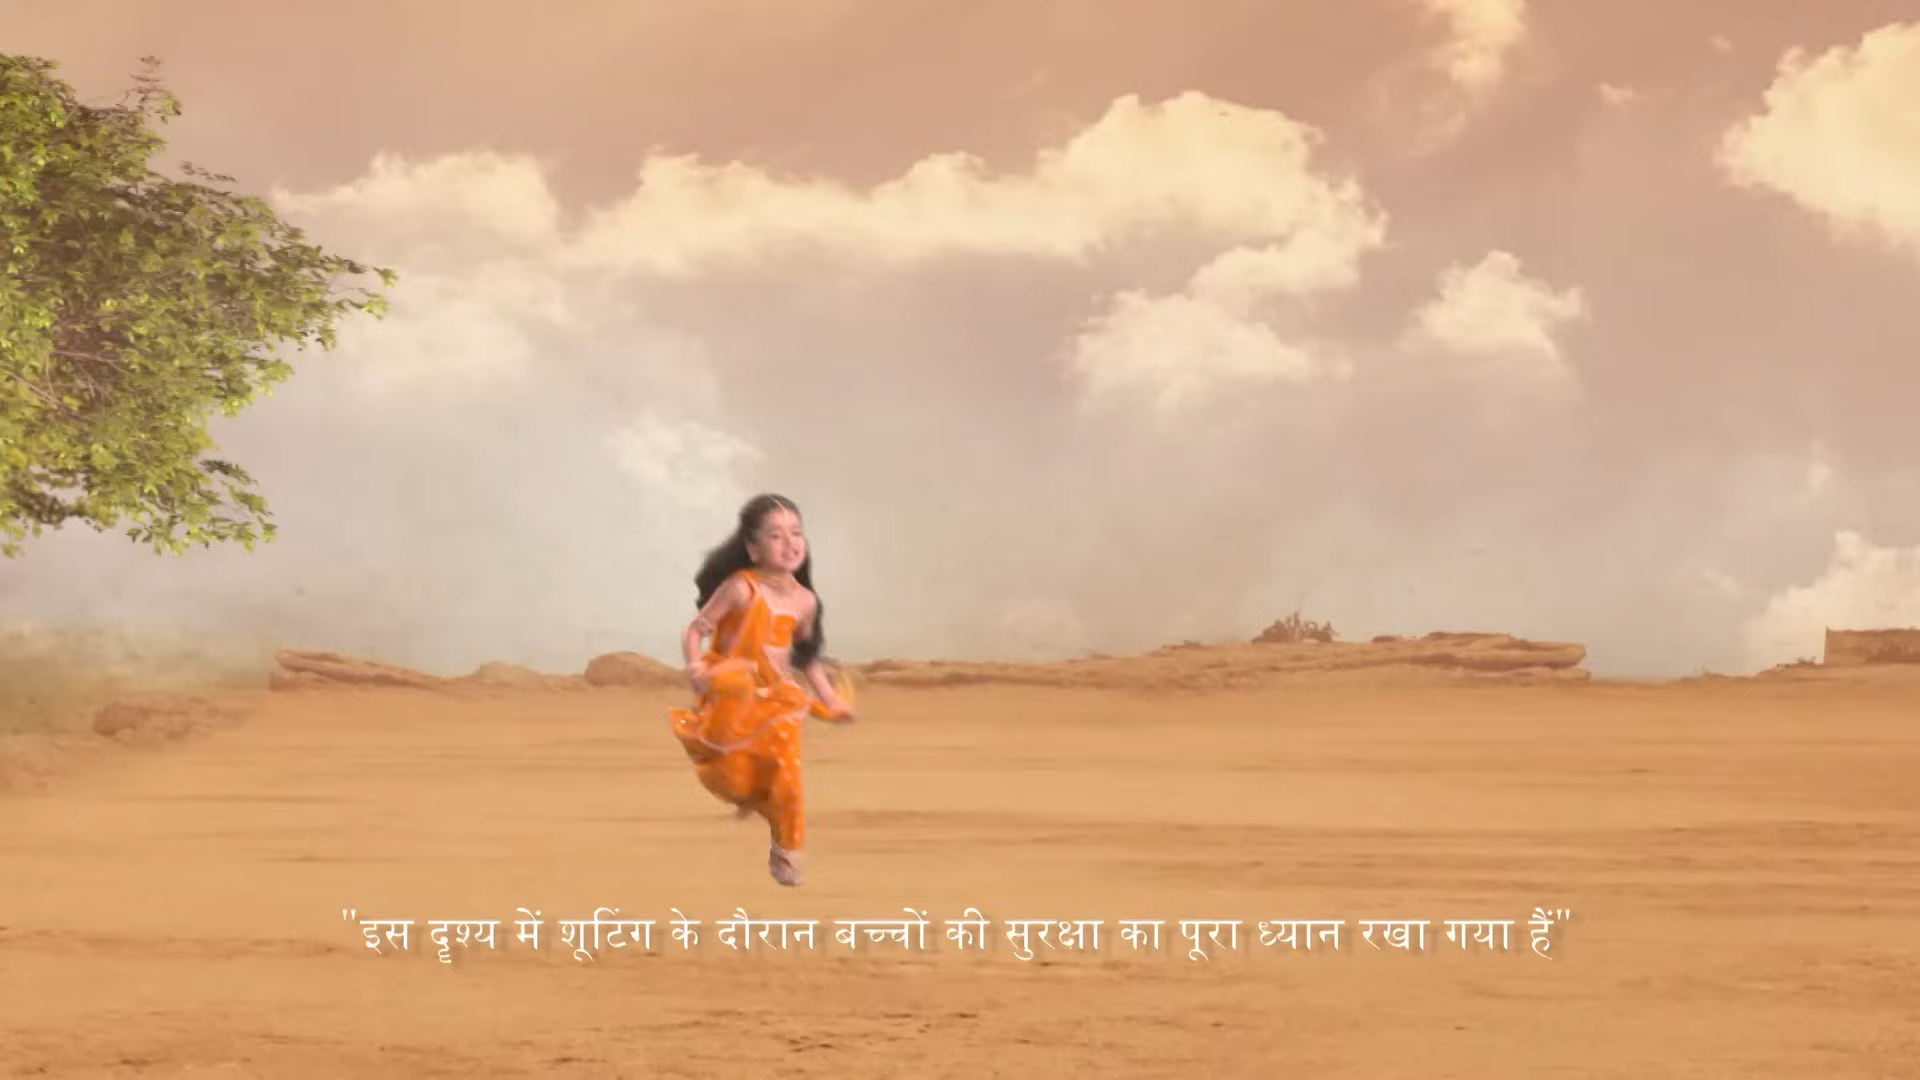 "इस दृश्य में शूटिंग के दौरान बच्चों की सुरक्षा का पूरा ध्यान रखा गया हैं"